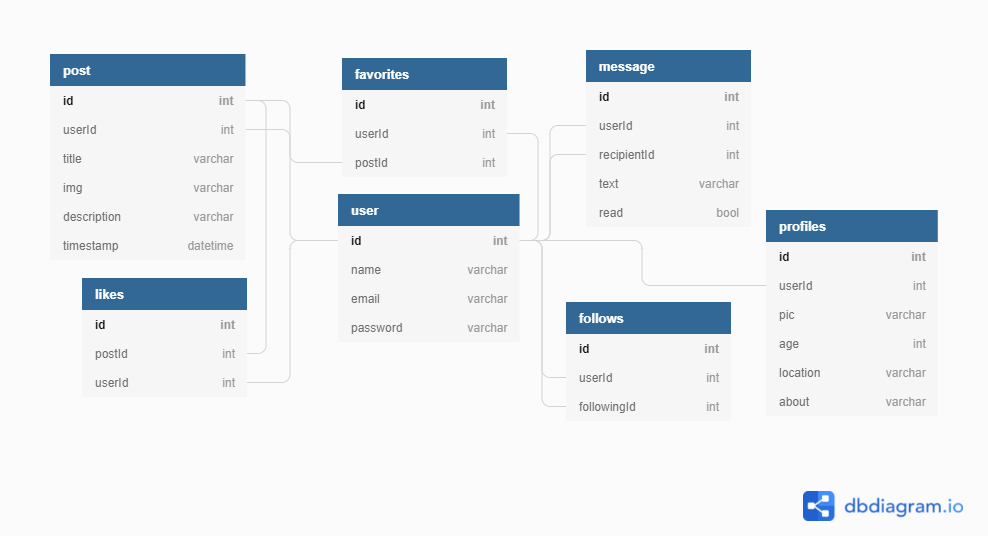 post
id int
userId int
title varchar
img varchar
description varchar
timestamp datetime
likes
id int
postId int
userId int
favorites
id int
userId int
postId int
user
id int
name varchar
email varchar
password varchar
message
id int
userId int
recipientId int
text varchar
read bool
follows
id int
userId int
followingId int
profiles
id int
userId int
pic varchar
age int
location varchar
about varchar
dbdiagram.io